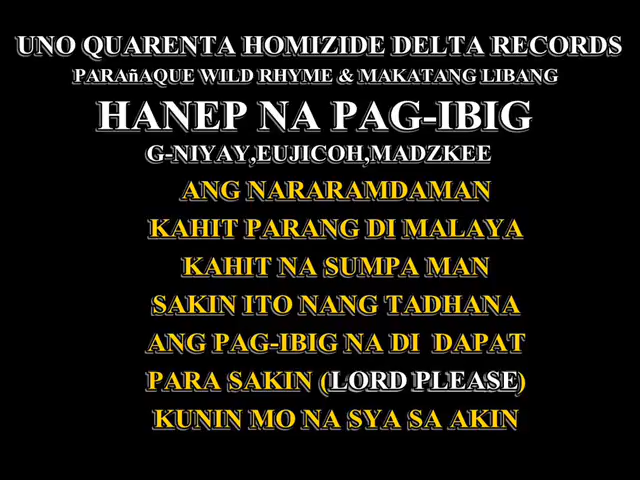 UNO QUARENTA HOMIZIDE DELTA RECORDS
PARAñAQUE WILD RHYME & MAKATANG LIBANG
HANEP NA PAG-IBIG
G-NIYAY,EUJICOH,MADZKEE
ANG NARARAMDAMAN
KAHIT PARANG DI MALAYA
KAHIT NA SUMPA MAN
SAKIN ITO NANG TADHANA
ANG PAG-IBIG NA DI DAPAT
PARA SAKIN (LORD PLEASE)
KUNIN MO NA SYA SA AKIN